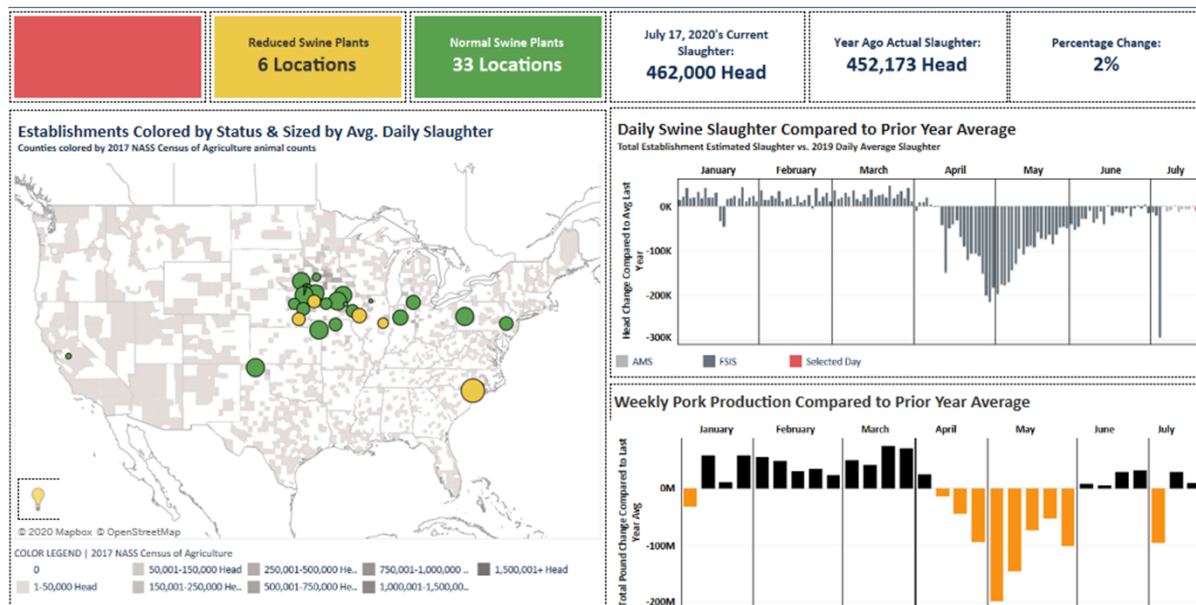 Reduced Swine Plants
6 Locations
Normal Swine Plants
33 Locations
July 17, 2020's Current
Slaughter:
462,000 Head
Year Ago Actual Slaughter:
452,173 Head
Percentage Change:
2%
Establishments Colored by Status & Sized by Avg. Daily Slaughter
Counties colored by 2017 NASS Census of Agriculture animal counts
© 2020 Mapbox © OpenStreetMap
COLOR LEGEND | 2017 NASS Census of Agriculture
0
50,001-150,000 Head
250,001-500,000 He..
750,001-1,000,000 ..
1,500,001+ Head
1-50,000 Head
150,001-250,000 He..
500,001-750,000 Head
1,000,001-1,500,00..
Daily Swine Slaughter Compared to Prior Year Average
Total Establishment Estimated Slaughter vs. 2019 Daily Average Slaughter
January
February
March
April
May
June
July
Head Change Compared to Avg Last
Year
0K
-100K
-200K
-300K
AMS
FSIS
Selected Day
Weekly Pork Production Compared to Prior Year Average
January
February
March
April
May
June
July
Total Pound Change Compared to Last
Year Avg
0M
-100M
-200M